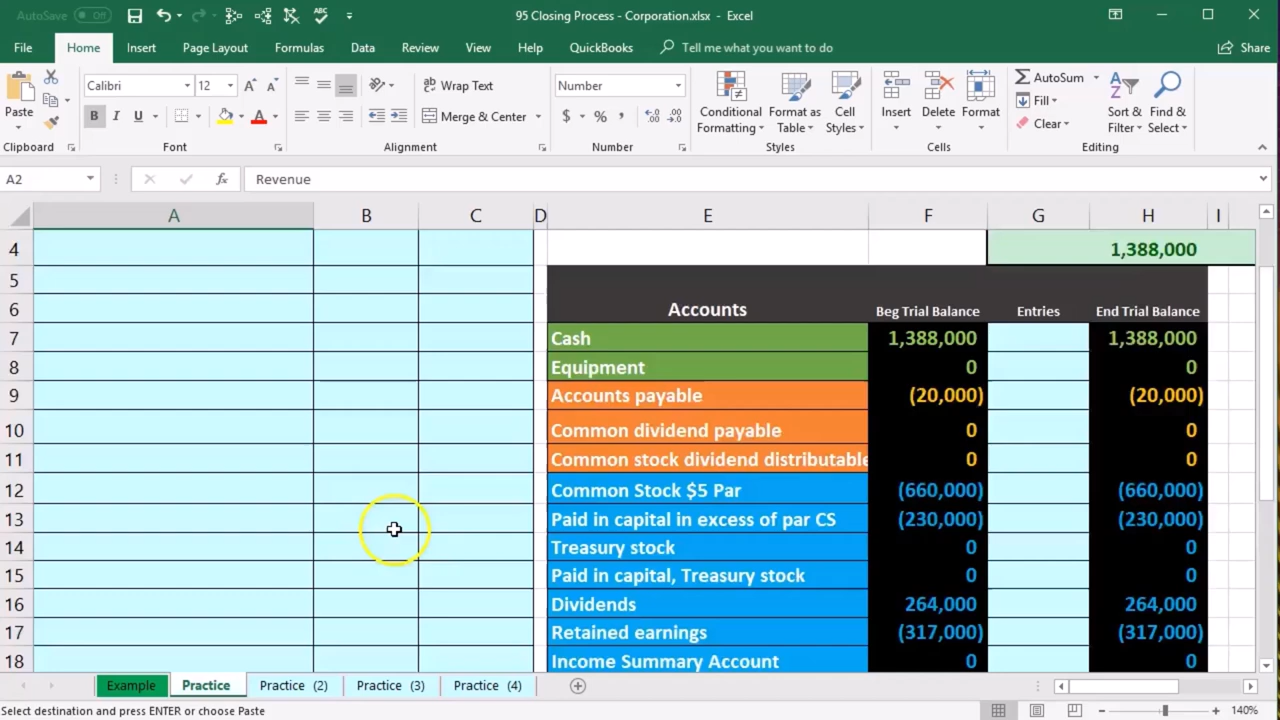 AutoSave Off 95 Closing Process - Corporation.xlsx - Excel
File Home Insert Page Layout Formulas Data Review View Help QuickBooks Tell me what you want to do Share
Paste
Clipboard
Calibri 12
B I U
Font
Wrap Text
Merge & Center
Alignment
Number
$ % ,
Number
Conditional Formatting
Format as Table
Cell Styles
Styles
Insert Delete Format
Cells
AutoSum
Fill
Clear
Sort & Filter
Find & Select
Editing
A2 fx Revenue
A B C D E F G H I
4 1,388,000
5
6 Accounts Beg Trial Balance Entries End Trial Balance
7 Cash 1,388,000 1,388,000
8 Equipment 0 0
9 Accounts payable (20,000) (20,000)
10 Common dividend payable 0 0
11 Common stock dividend distributable 0 0
12 Common Stock $5 Par (660,000) (660,000)
13 Paid in capital in excess of par CS (230,000) (230,000)
14 Treasury stock 0 0
15 Paid in capital, Treasury stock 0 0
16 Dividends 264,000 264,000
17 Retained earnings (317,000) (317,000)
18 Income Summary Account 0 0
Example Practice Practice (2) Practice (3) Practice (4)
Select destination and press ENTER or choose Paste 140%